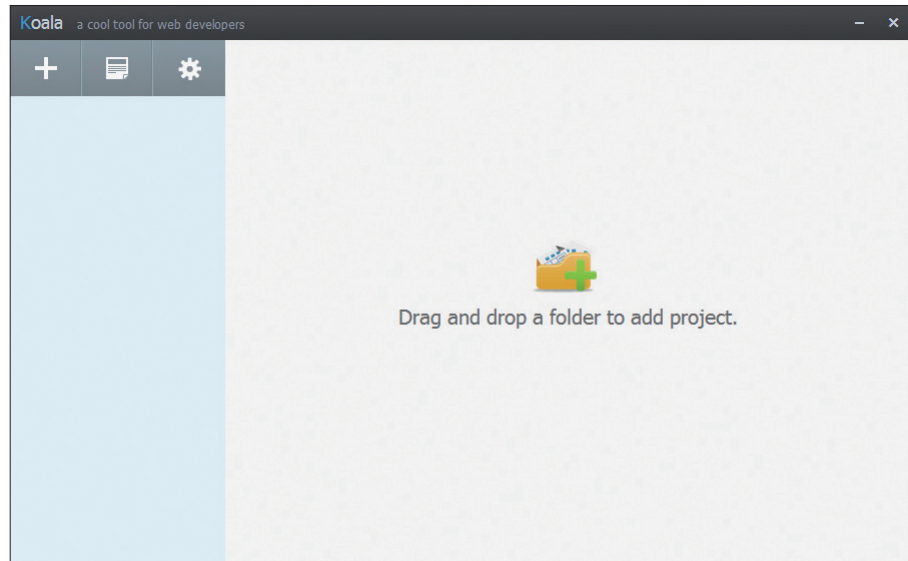 Koala a cool tool for web developers
Drag and drop a folder to add project.